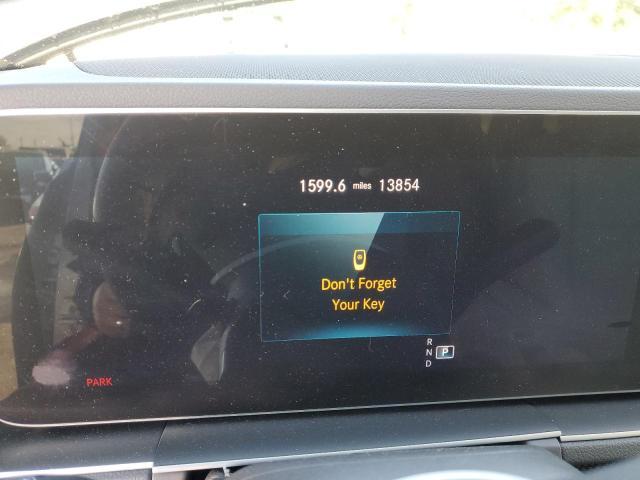 1599.6 miles 13854
Don't Forget
Your Key
R
N P
D
PARK